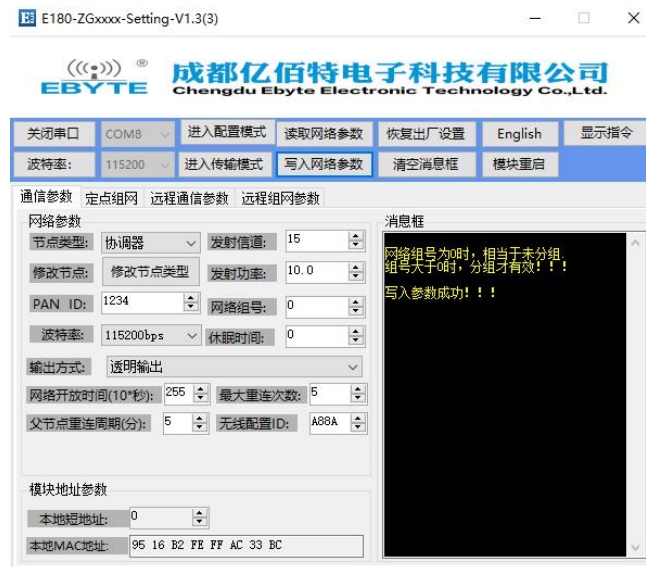 E180-ZGxxxx-Setting-V1.3(3)
EBYTE ® 成都亿佰特电子科技有限公司
Chengdu Ebyte Electronic Technology Co.,Ltd.
关闭串口 COM8 进入配置模式 读取网络参数 恢复出厂设置 English 显示指令
波特率: 115200 进入传输模式 写入网络参数 清空消息框 模块重启
通信参数 定点组网 远程通信参数 远程组网参数
网络参数
节点类型: 协调器 发射信道: 15
修改节点: 修改节点类型 发射功率: 10.0
PAN ID: 1234 网络组号: 0
波特率: 115200bps 休眠时间: 0
输出方式: 透明输出
网络开放时间(10*秒): 255 最大重连次数: 5
父节点重连周期(分): 5 无线配置ID: A88A
模块地址参数
本地短地址: 0
本地MAC地址: 95 16 B2 FE FF AC 33 BC
消息框
网络组号为0时，相当于未分组.
组号大于0时，分组才有效！！！
写入参数成功！！！